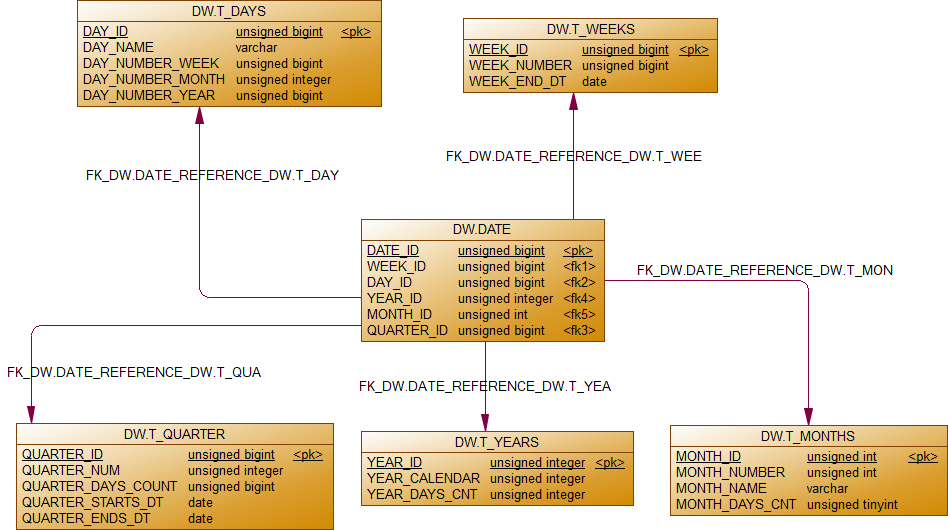 DW.T_DAYS
DAY_ID unsigned bigint <pk>
DAY_NAME varchar
DAY_NUMBER_WEEK unsigned bigint
DAY_NUMBER_MONTH unsigned integer
DAY_NUMBER_YEAR unsigned bigint
DW.T_WEEKS
WEEK_ID unsigned bigint <pk>
WEEK_NUMBER unsigned bigint
WEEK_END_DT date
FK_DW.DATE_REFERENCE_DW.T_WEE
FK_DW.DATE_REFERENCE_DW.T_DAY
DW.DATE
DATE_ID unsigned bigint <pk>
WEEK_ID unsigned bigint <fk1>
DAY_ID unsigned bigint <fk2>
YEAR_ID unsigned integer <fk4>
MONTH_ID unsigned int <fk5>
QUARTER_ID unsigned bigint <fk3>
FK_DW.DATE_REFERENCE_DW.T_MON
FK_DW.DATE_REFERENCE_DW.T_QUA
FK_DW.DATE_REFERENCE_DW.T_YEA
DW.T_QUARTER
QUARTER_ID unsigned bigint <pk>
QUARTER_NUM unsigned integer
QUARTER_DAYS_COUNT unsigned bigint
QUARTER_STARTS_DT date
QUARTER_ENDS_DT date
DW.T_YEARS
YEAR_ID unsigned integer <pk>
YEAR_CALENDAR unsigned integer
YEAR_DAYS_CNT unsigned integer
DW.T_MONTHS
MONTH_ID unsigned int <pk>
MONTH_NUMBER unsigned int
MONTH_NAME varchar
MONTH_DAYS_CNT unsigned tinyint